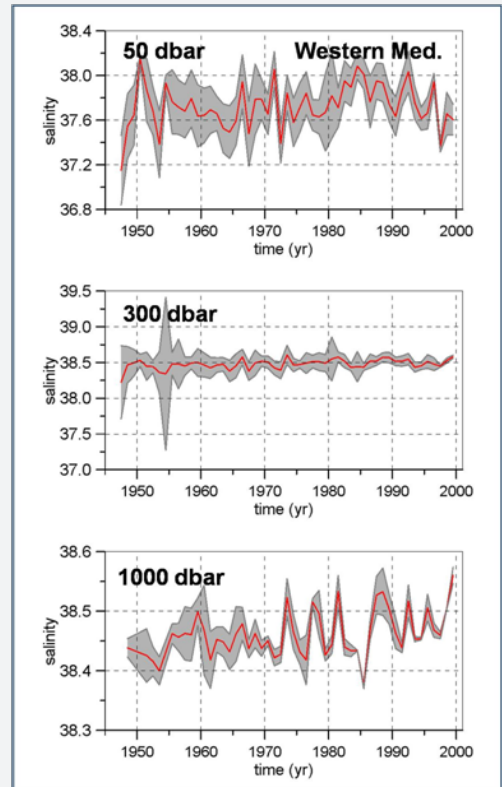 38.4
50 dbar Western Med.
38.0
salinity
37.6
37.2
36.8
1950 1960 1970 1980 1990 2000
time (yr)
39.5
300 dbar
39.0
salinity
38.5
38.0
37.5
37.0
1950 1960 1970 1980 1990 2000
time (yr)
38.6
1000 dbar
salinity
38.5
38.4
38.3
1950 1960 1970 1980 1990 2000
time (yr)